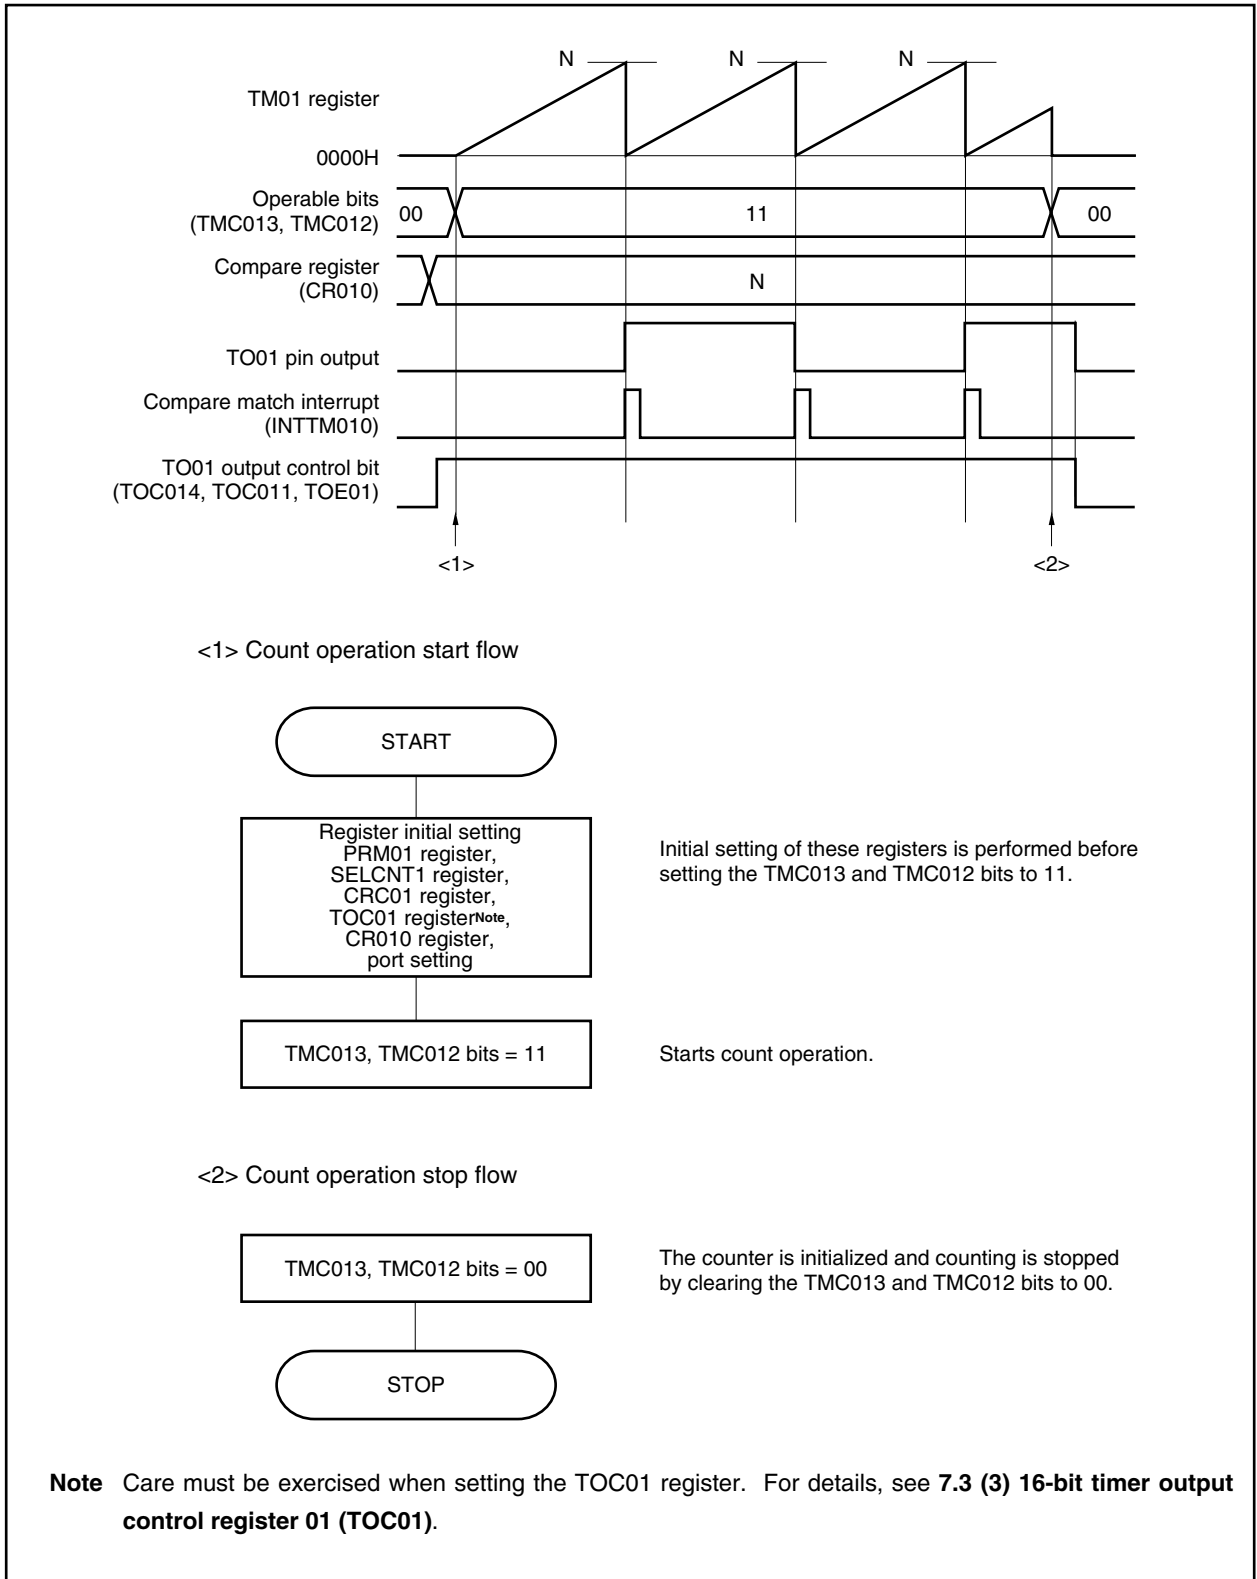 N N N
TM01 register
0000H
Operable bits
(TMC013, TMC012)
00 11 00
Compare register
(CR010)
N
TO01 pin output
Compare match interrupt
(INTTM010)
TO01 output control bit
(TOC014, TOC011, TOE01)
<1> <2>
<1> Count operation start flow
START
Register initial setting
PRM01 register,
SELCNT1 register,
CRC01 register,
TOC01 registerNote,
CR010 register,
port setting
Initial setting of these registers is performed before
setting the TMC013 and TMC012 bits to 11.
TMC013, TMC012 bits = 11
Starts count operation.
<2> Count operation stop flow
TMC013, TMC012 bits = 00
The counter is initialized and counting is stopped
by clearing the TMC013 and TMC012 bits to 00.
STOP
Note Care must be exercised when setting the TOC01 register. For details, see 7.3 (3) 16-bit timer output
control register 01 (TOC01).